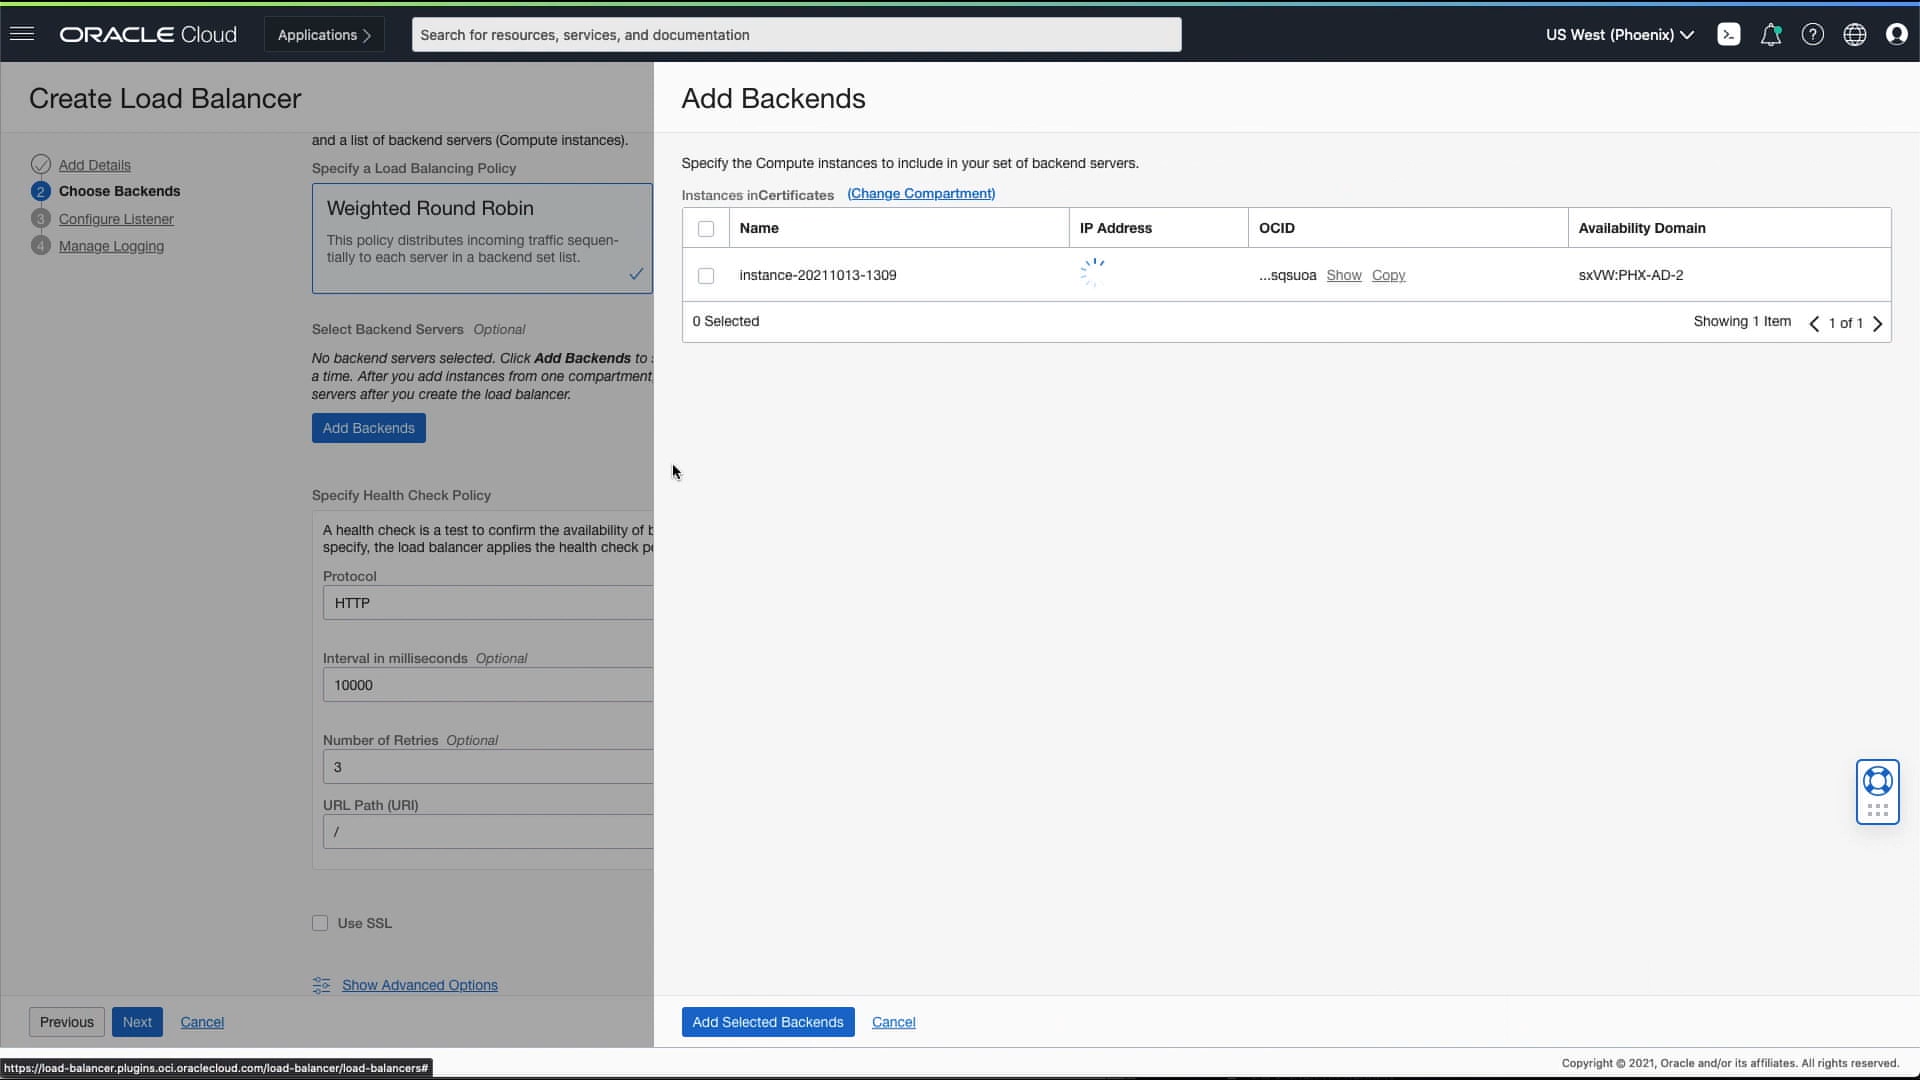 ORACLE Cloud
Applications
Search for resources, services, and documentation
US West (Phoenix)
Create Load Balancer
Add Details
2 Choose Backends
3 Configure Listener
4 Manage Logging
and a list of backend servers (Compute instances).
Specify a Load Balancing Policy
Weighted Round Robin
This policy distributes incoming traffic sequen-
tially to each server in a backend set list.
Select Backend Servers Optional
No backend servers selected. Click Add Backends to
a time. After you add instances from one compartment,
servers after you create the load balancer.
Add Backends
Specify Health Check Policy
A health check is a test to confirm the availability of
specify, the load balancer applies the health check
Protocol
HTTP
Interval in milliseconds Optional
10000
Number of Retries Optional
3
URL Path (URI)
/
Use SSL
Show Advanced Options
Previous
Next
Cancel
Add Backends
Specify the Compute instances to include in your set of backend servers.
Instances inCertificates (Change Compartment)
Name IP Address OCID Availability Domain
instance-20211013-1309 ...sqsuoa Show Copy sxVW:PHX-AD-2
0 Selected Showing 1 Item 1 of 1
Add Selected Backends
Cancel
https://load-balancer.plugins.oci.oraclecloud.com/load-balancer/load-balancers#
Copyright © 2021, Oracle and/or its affiliates. All rights reserved.